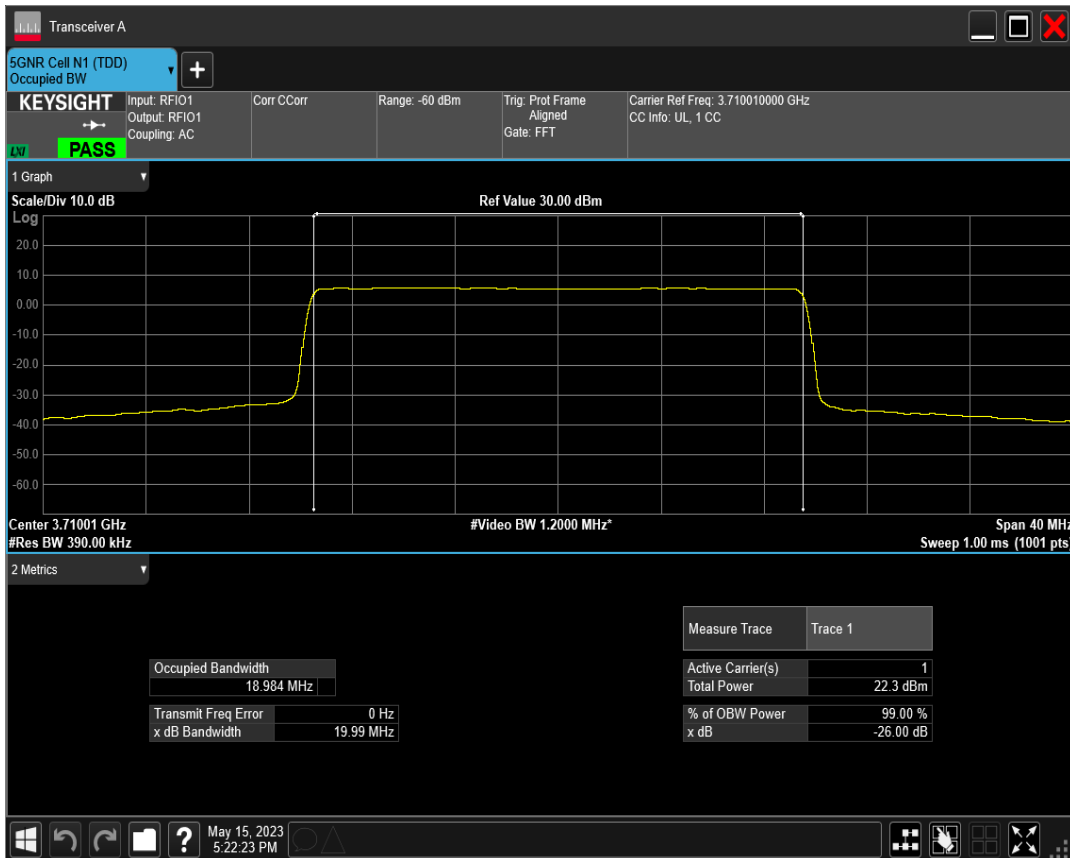 Transceiver A
5GNR Cell N1 (TDD)
Occupied BW
+
KEYSIGHT
LXI
PASS
Input: RFIO1
Output: RFIO1
Coupling: AC
Corr CCorr
Range: -60 dBm
Trig: Prot Frame
Aligned
Gate: FFT
Carrier Ref Freq: 3.710010000 GHz
CC Info: UL, 1 CC
1 Graph
Scale/Div 10.0 dB
Ref Value 30.00 dBm
Log
20.0
10.0
0.00
-10.0
-20.0
-30.0
-40.0
-50.0
-60.0
Center 3.71001 GHz
#Video BW 1.2000 MHz*
Span 40 MHz
#Res BW 390.00 kHz
Sweep 1.00 ms (1001 pts)
2 Metrics
Measure Trace Trace 1
Occupied Bandwidth
18.984 MHz
Active Carrier(s) 1
Total Power 22.3 dBm
Transmit Freq Error 0 Hz
x dB Bandwidth 19.99 MHz
% of OBW Power 99.00 %
x dB -26.00 dB
?
May 15, 2023
5:22:23 PM